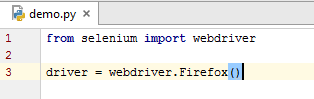 demo.py
1 from selenium import webdriver
2
3 driver = webdriver.Firefox()